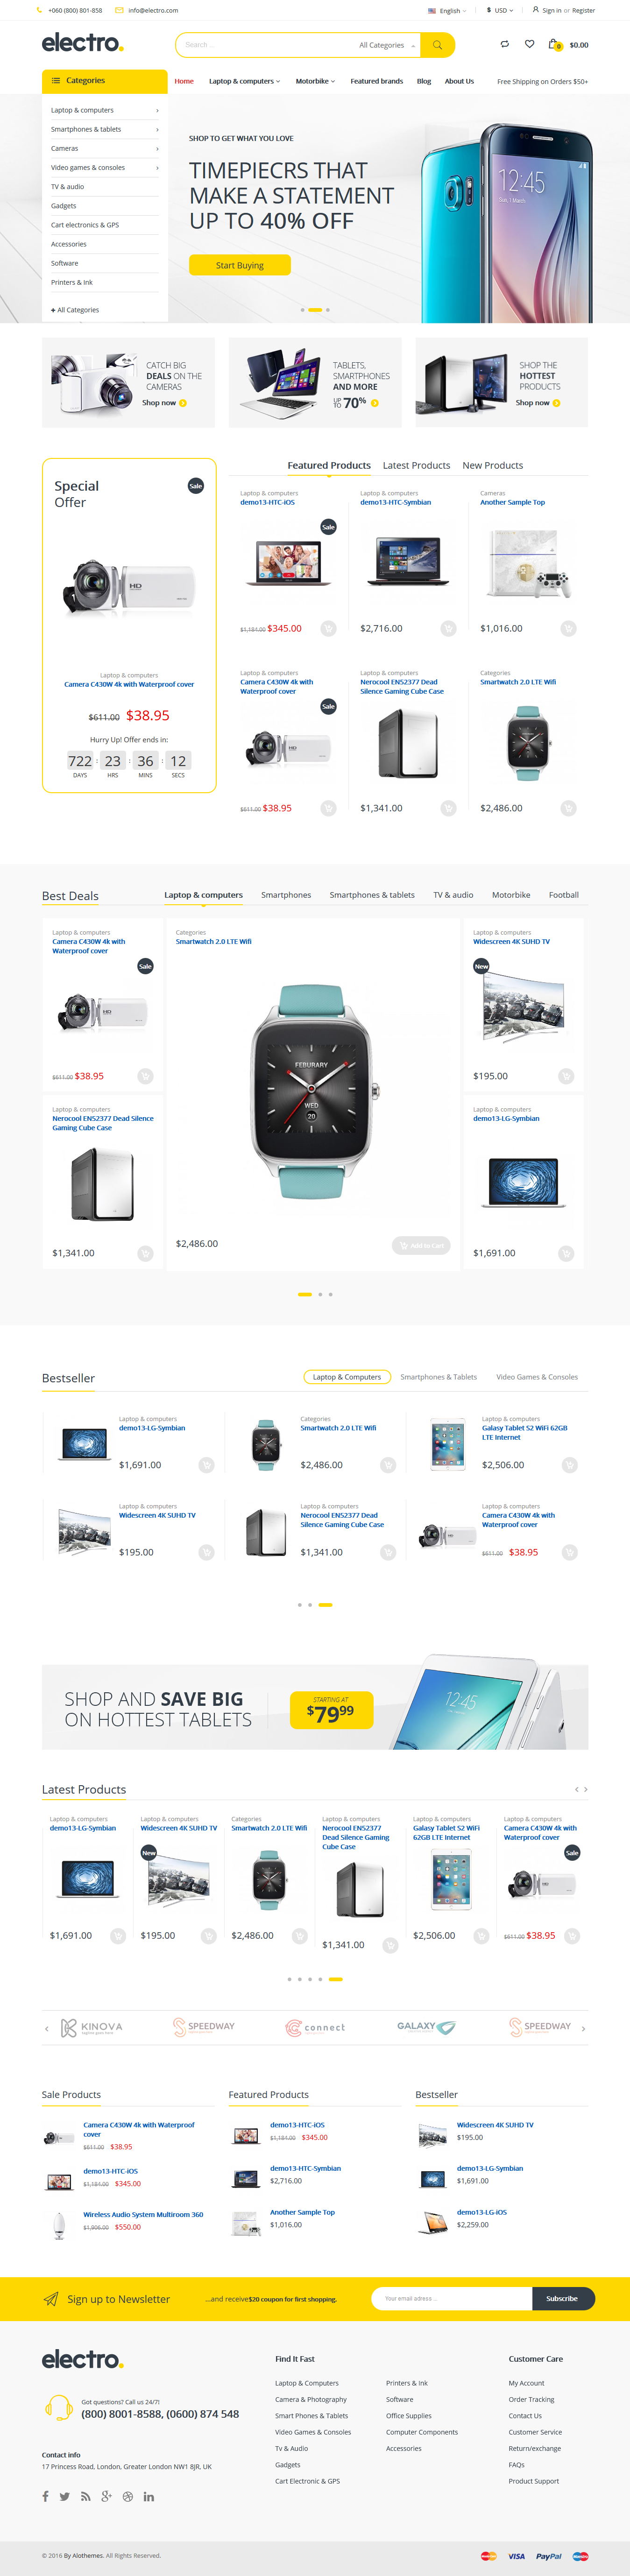 +060 (800) 801-858
info@electro.com
English
$ USD
Sign in or Register
electro.
Search ...
All Categories
0
$0.00
Categories
Home
Laptop & computers
Motorbike
Featured brands
Blog
About Us
Free Shipping on Orders $50+
Laptop & computers
Smartphones & tablets
Cameras
Video games & consoles
TV & audio
Gadgets
Cart electronics & GPS
Accessories
Software
Printers & Ink
+ All Categories
SHOP TO GET WHAT YOU LOVE
TIMEPIECRS THAT
MAKE A STATEMENT
UP TO 40% OFF
Start Buying
CATCH BIG
DEALS ON THE
CAMERAS
Shop now
TABLETS,
SMARTPHONES
AND MORE
UP TO 70%
SHOP THE
HOTTEST
PRODUCTS
Shop now
Special
Offer
Sale
Laptop & computers
Camera C430W 4k with Waterproof cover
$611.00 $38.95
Hurry Up! Offer ends in:
722 : 23 : 36 : 12
DAYS HRS MINS SECS
Featured Products
Latest Products
New Products
Laptop & computers
demo13-HTC-iOS
Sale
$1,184.00 $345.00
Laptop & computers
demo13-HTC-Symbian
$2,716.00
Cameras
Another Sample Top
$1,016.00
Laptop & computers
Camera C430W 4k with
Waterproof cover
Sale
$611.00 $38.95
Laptop & computers
Nerocool EN52377 Dead
Silence Gaming Cube Case
$1,341.00
Categories
Smartwatch 2.0 LTE Wifi
$2,486.00
Best Deals
Laptop & computers
Smartphones
Smartphones & tablets
TV & audio
Motorbike
Football
Laptop & computers
Camera C430W 4k with
Waterproof cover
Sale
$611.00 $38.95
Laptop & computers
Nerocool EN52377 Dead Silence
Gaming Cube Case
$1,341.00
Categories
Smartwatch 2.0 LTE Wifi
FEBURARY
WED
20
$2,486.00
Add to Cart
Laptop & computers
Widescreen 4K SUHD TV
New
$195.00
Laptop & computers
demo13-LG-Symbian
$1,691.00
Bestseller
Laptop & Computers
Smartphones & Tablets
Video Games & Consoles
Laptop & computers
demo13-LG-Symbian
$1,691.00
Categories
Smartwatch 2.0 LTE Wifi
$2,486.00
Laptop & computers
Galasy Tablet S2 WiFi 62GB
LTE Internet
$2,506.00
Laptop & computers
Widescreen 4K SUHD TV
$195.00
Laptop & computers
Nerocool EN52377 Dead
Silence Gaming Cube Case
$1,341.00
Laptop & computers
Camera C430W 4k with
Waterproof cover
$611.00 $38.95
SHOP AND SAVE BIG
ON HOTTEST TABLETS
STARTING AT
$79.99
12:45
Latest Products
Laptop & computers
demo13-LG-Symbian
$1,691.00
Laptop & computers
Widescreen 4K SUHD TV
New
$195.00
Categories
Smartwatch 2.0 LTE Wifi
$2,486.00
Laptop & computers
Nerocool EN52377
Dead Silence Gaming
Cube Case
$1,341.00
Laptop & computers
Galasy Tablet S2 WiFi
62GB LTE Internet
$2,506.00
Laptop & computers
Camera C430W 4k with
Waterproof cover
Sale
$611.00 $38.95
KINOVA
SPEEDWAY
connect
GALAXY
SPEEDWAY
Sale Products
Camera C430W 4k with Waterproof
cover
$611.00 $38.95
demo13-HTC-iOS
$1,184.00 $345.00
Wireless Audio System Multiroom 360
$1,906.00 $550.00
Featured Products
demo13-HTC-iOS
$1,184.00 $345.00
demo13-HTC-Symbian
$2,716.00
Another Sample Top
$1,016.00
Bestseller
Widescreen 4K SUHD TV
$195.00
demo13-LG-Symbian
$1,691.00
demo13-LG-iOS
$2,259.00
Sign up to Newsletter
...and receive$20 coupon for first shopping.
Your email adress ...
Subscribe
electro.
Got questions? Call us 24/7!
(800) 8001-8588, (0600) 874 548
Contact info
17 Princess Road, London, Greater London NW1 8JR, UK
Find It Fast
Laptop & Computers
Camera & Photography
Smart Phones & Tablets
Video Games & Consoles
Tv & Audio
Gadgets
Cart Electronic & GPS
Printers & Ink
Software
Office Supplies
Computer Components
Accessories
Customer Care
My Account
Order Tracking
Contact Us
Customer Service
Return/exchange
FAQs
Product Support
© 2016 By Alothemes. All Rights Reserved.
VISA
PayPal